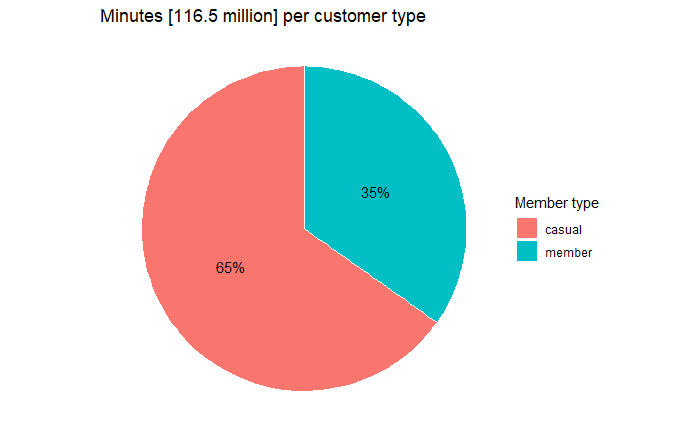 Minutes [116.5 million] per customer type
35%
65%
Member type
casual
member